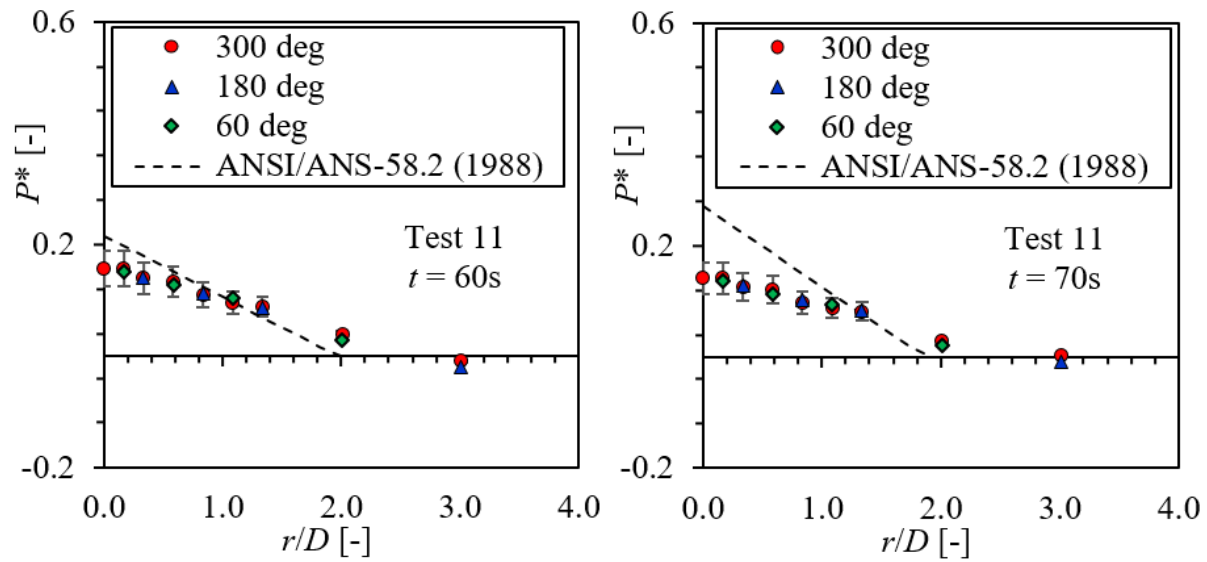 0.6
300 deg
180 deg
60 deg
ANSI/ANS-58.2 (1988)
P* [-]
0.2
Test 11
t = 60s
-0.2
0.0 1.0 2.0 3.0 4.0
r/D [-]
0.6
300 deg
180 deg
60 deg
ANSI/ANS-58.2 (1988)
P* [-]
0.2
Test 11
t = 70s
-0.2
0.0 1.0 2.0 3.0 4.0
r/D [-]